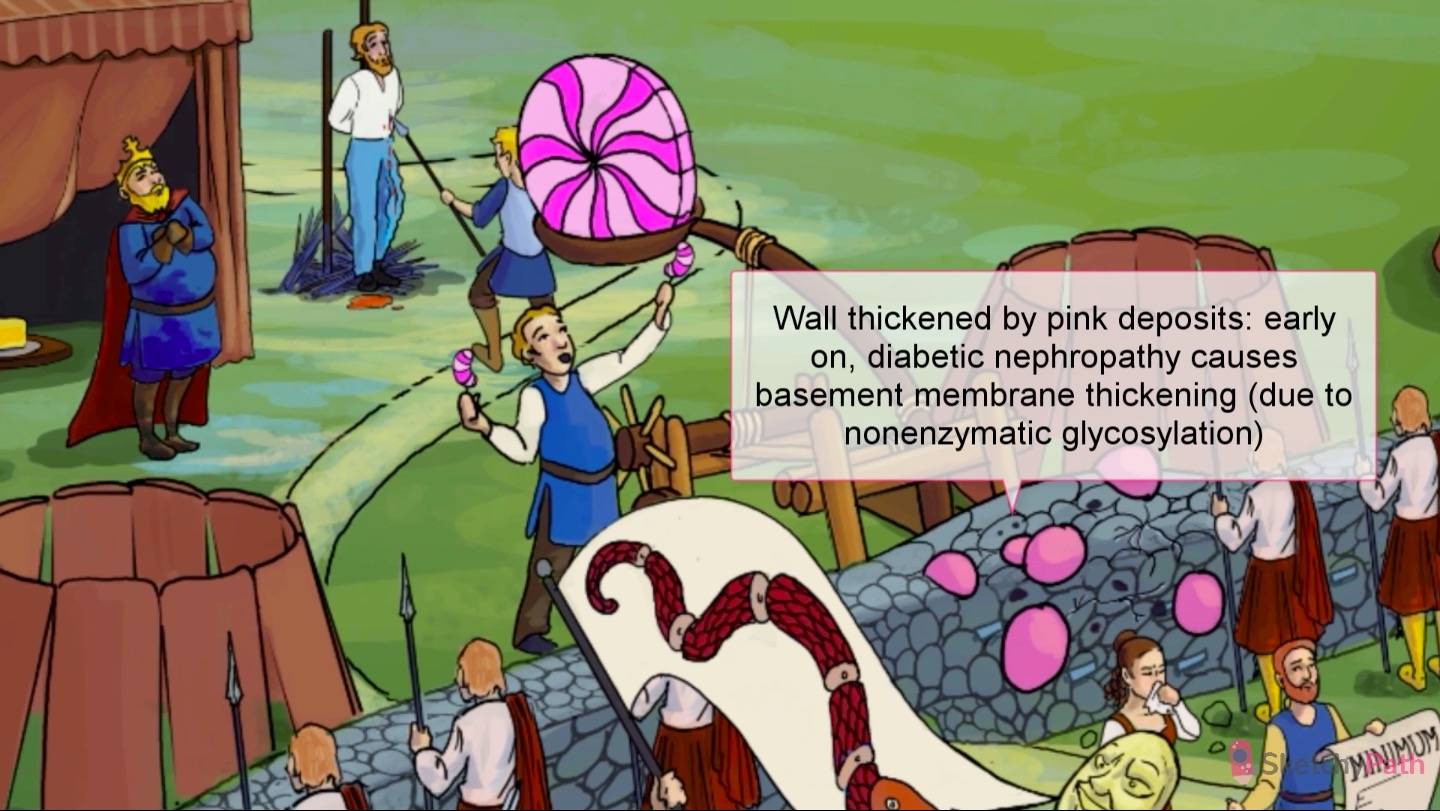 Wall thickened by pink deposits: early
on, diabetic nephropathy causes
basement membrane thickening (due to
nonenzymatic glycosylation)
MINIMUM
SketchyPath